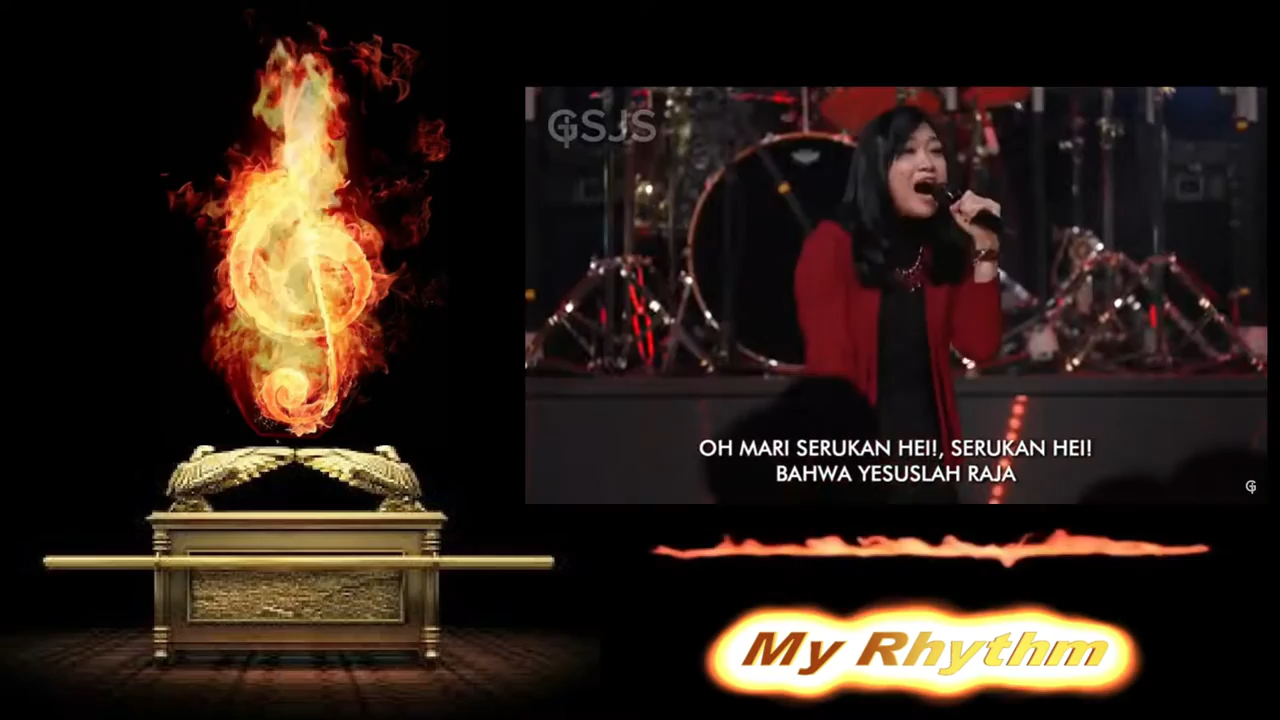 GSJS
OH MARI SERUKAN HEI!, SERUKAN HEI!
BAHWA YESUSLAH RAJA
My Rhythm